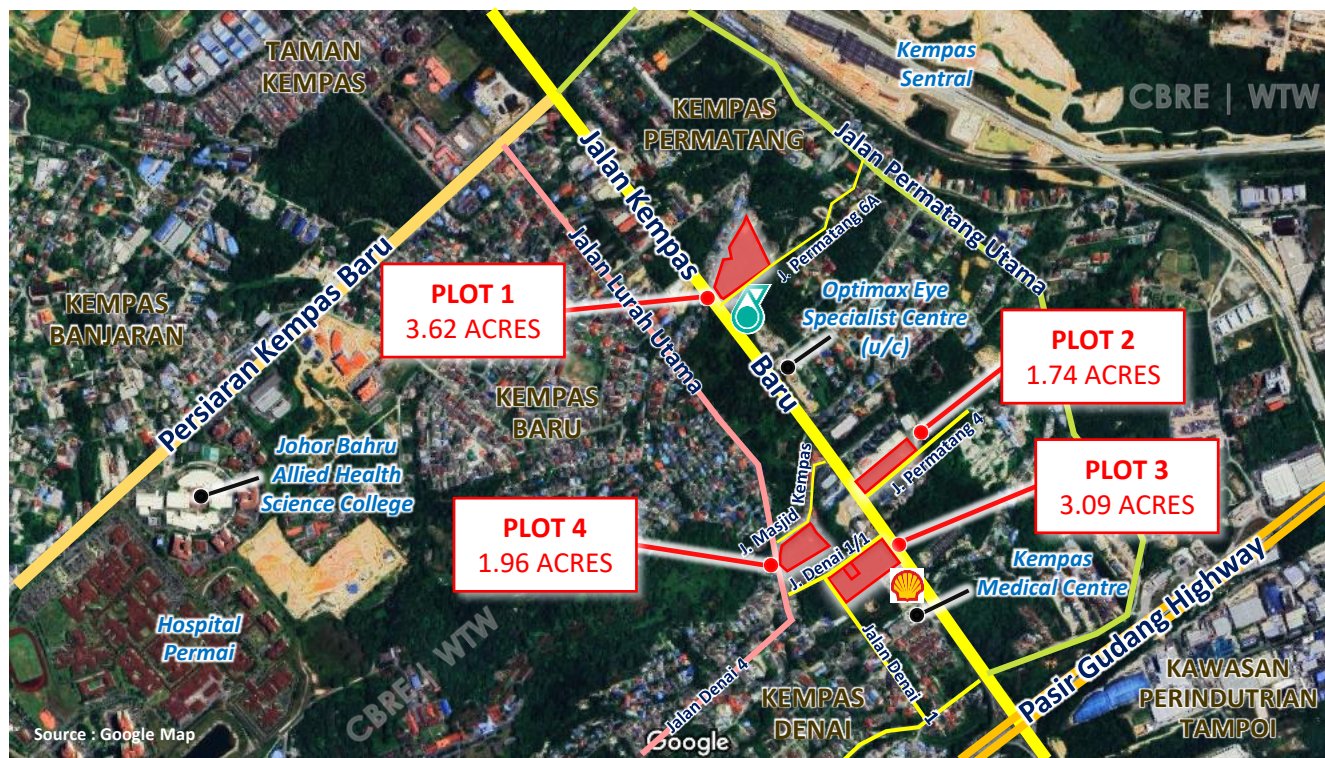 TAMAN
KEMPAS
Kempas
Sentral
CBRE | WTW
KEMPAS
PERMATANG
Jalan Kempas
Baru
Jalan Permatang Utama
J. Permatang 6A
Jalan Lurah Utama
Persiaran Kempas Baru
KEMPAS
BANJARAN
PLOT 1
3.62 ACRES
Optimax Eye
Specialist Centre
(u/c)
PLOT 2
1.74 ACRES
KEMPAS
BARU
J. Permatang 4
Johor Bahru
Allied Health
Science College
J. Masjid Kempas
PLOT 3
3.09 ACRES
PLOT 4
1.96 ACRES
J. Denai 1/1
Kempas
Medical Centre
Hospital
Permai
CBRE | WTW
Jalan Denai 4
Jalan Denai 1
KEMPAS
DENAI
Pasir Gudang Highway
KAWASAN
PERINDUTRIAN
TAMPOI
Source : Google Map
Google